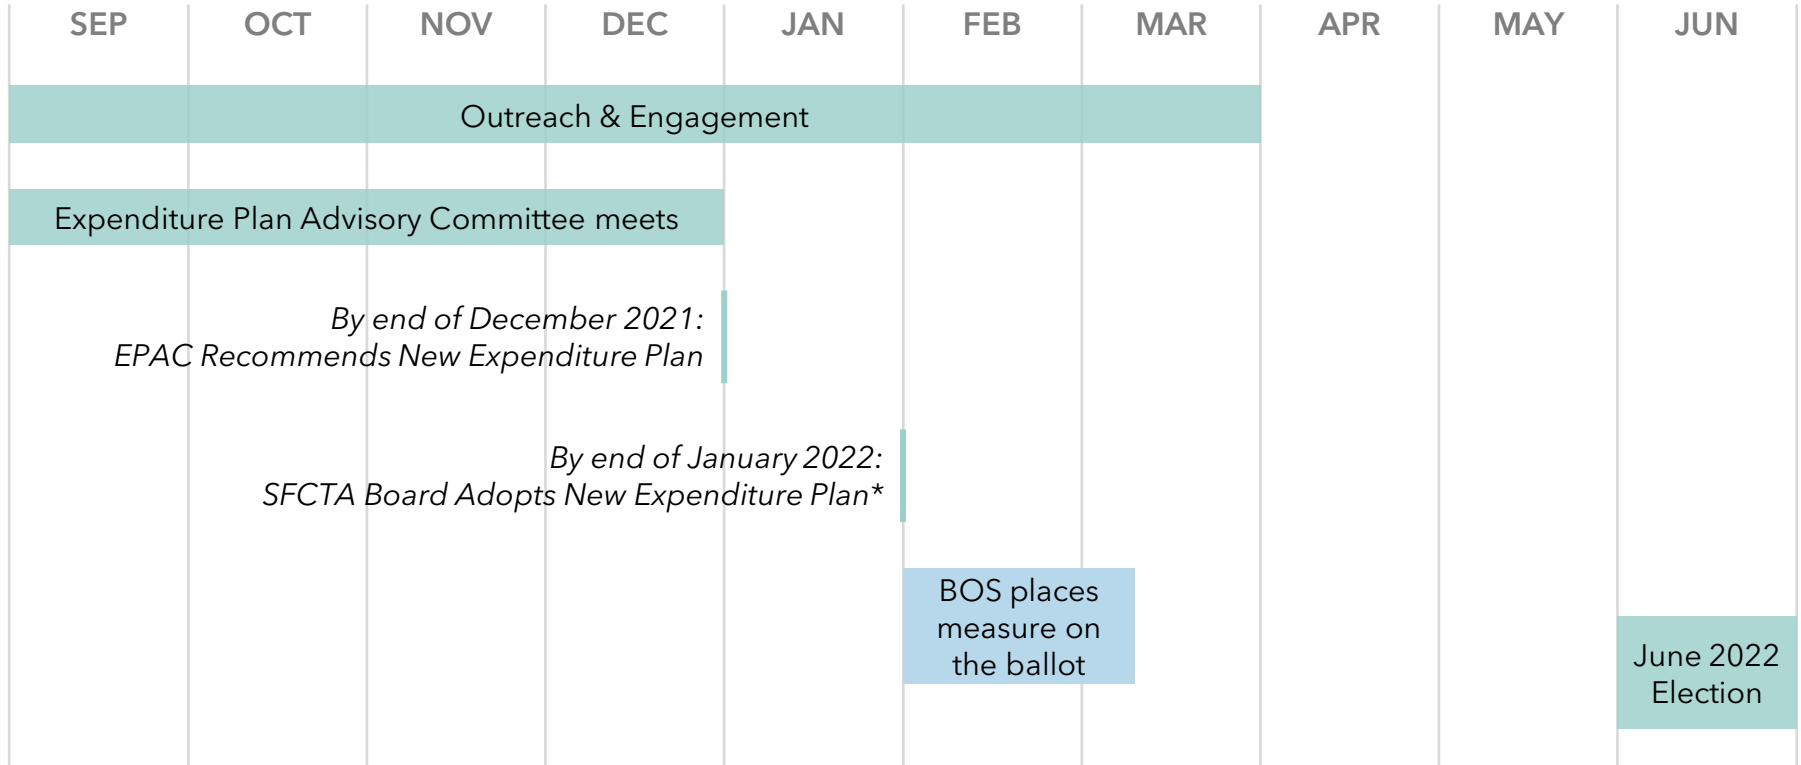 SEP OCT NOV DEC JAN FEB MAR APR MAY JUN
Outreach & Engagement
Expenditure Plan Advisory Committee meets
By end of December 2021:
EPAC Recommends New Expenditure Plan
By end of January 2022:
SFCTA Board Adopts New Expenditure Plan*
BOS places
measure on
the ballot
June 2022
Election